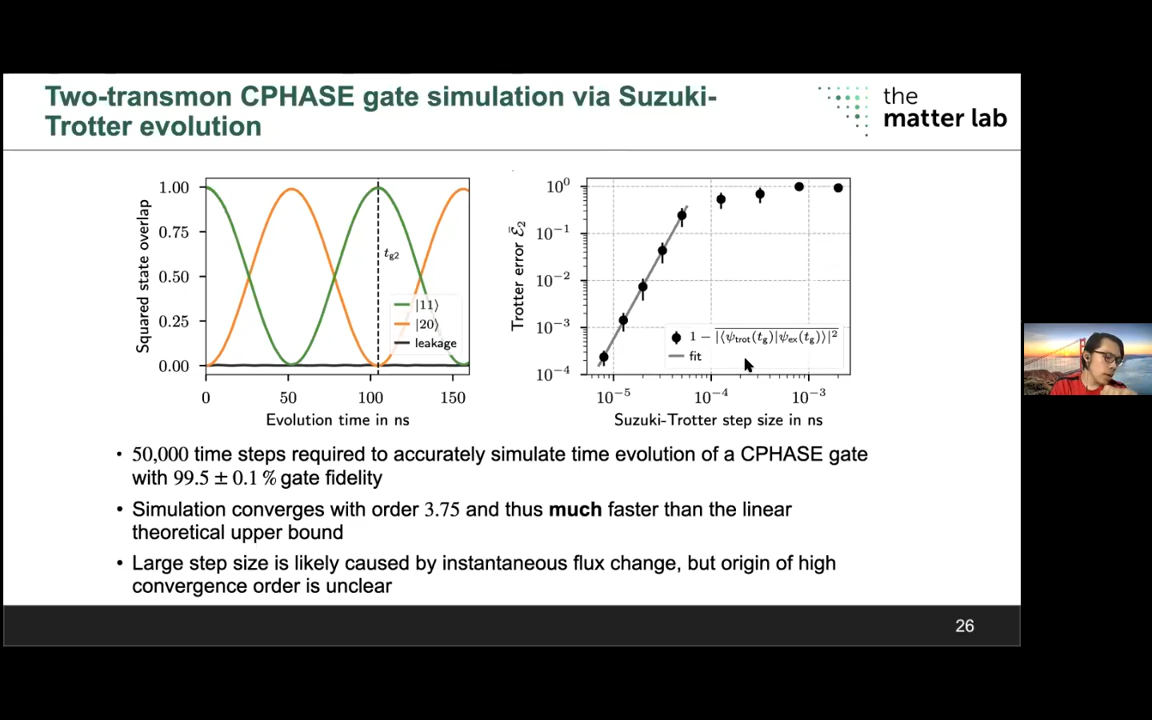 Two-transmon CPHASE gate simulation via Suzuki-
Trotter evolution
the
matter lab
Squared state overlap
1.00
0.75
0.50
0.25
0.00
0
50
100
150
Evolution time in ns
t_g2
|11⟩
|20⟩
leakage
Trotter error ℰ̄₂
10⁰
10⁻¹
10⁻²
10⁻³
10⁻⁴
10⁻⁵
10⁻⁴
10⁻³
Suzuki-Trotter step size in ns
1 − |⟨ψ_trot(t_g)|ψ_ex(t_g)⟩|²
fit
• 50,000 time steps required to accurately simulate time evolution of a CPHASE gate
with 99.5 ± 0.1 % gate fidelity
• Simulation converges with order 3.75 and thus much faster than the linear
theoretical upper bound
• Large step size is likely caused by instantaneous flux change, but origin of high
convergence order is unclear
26